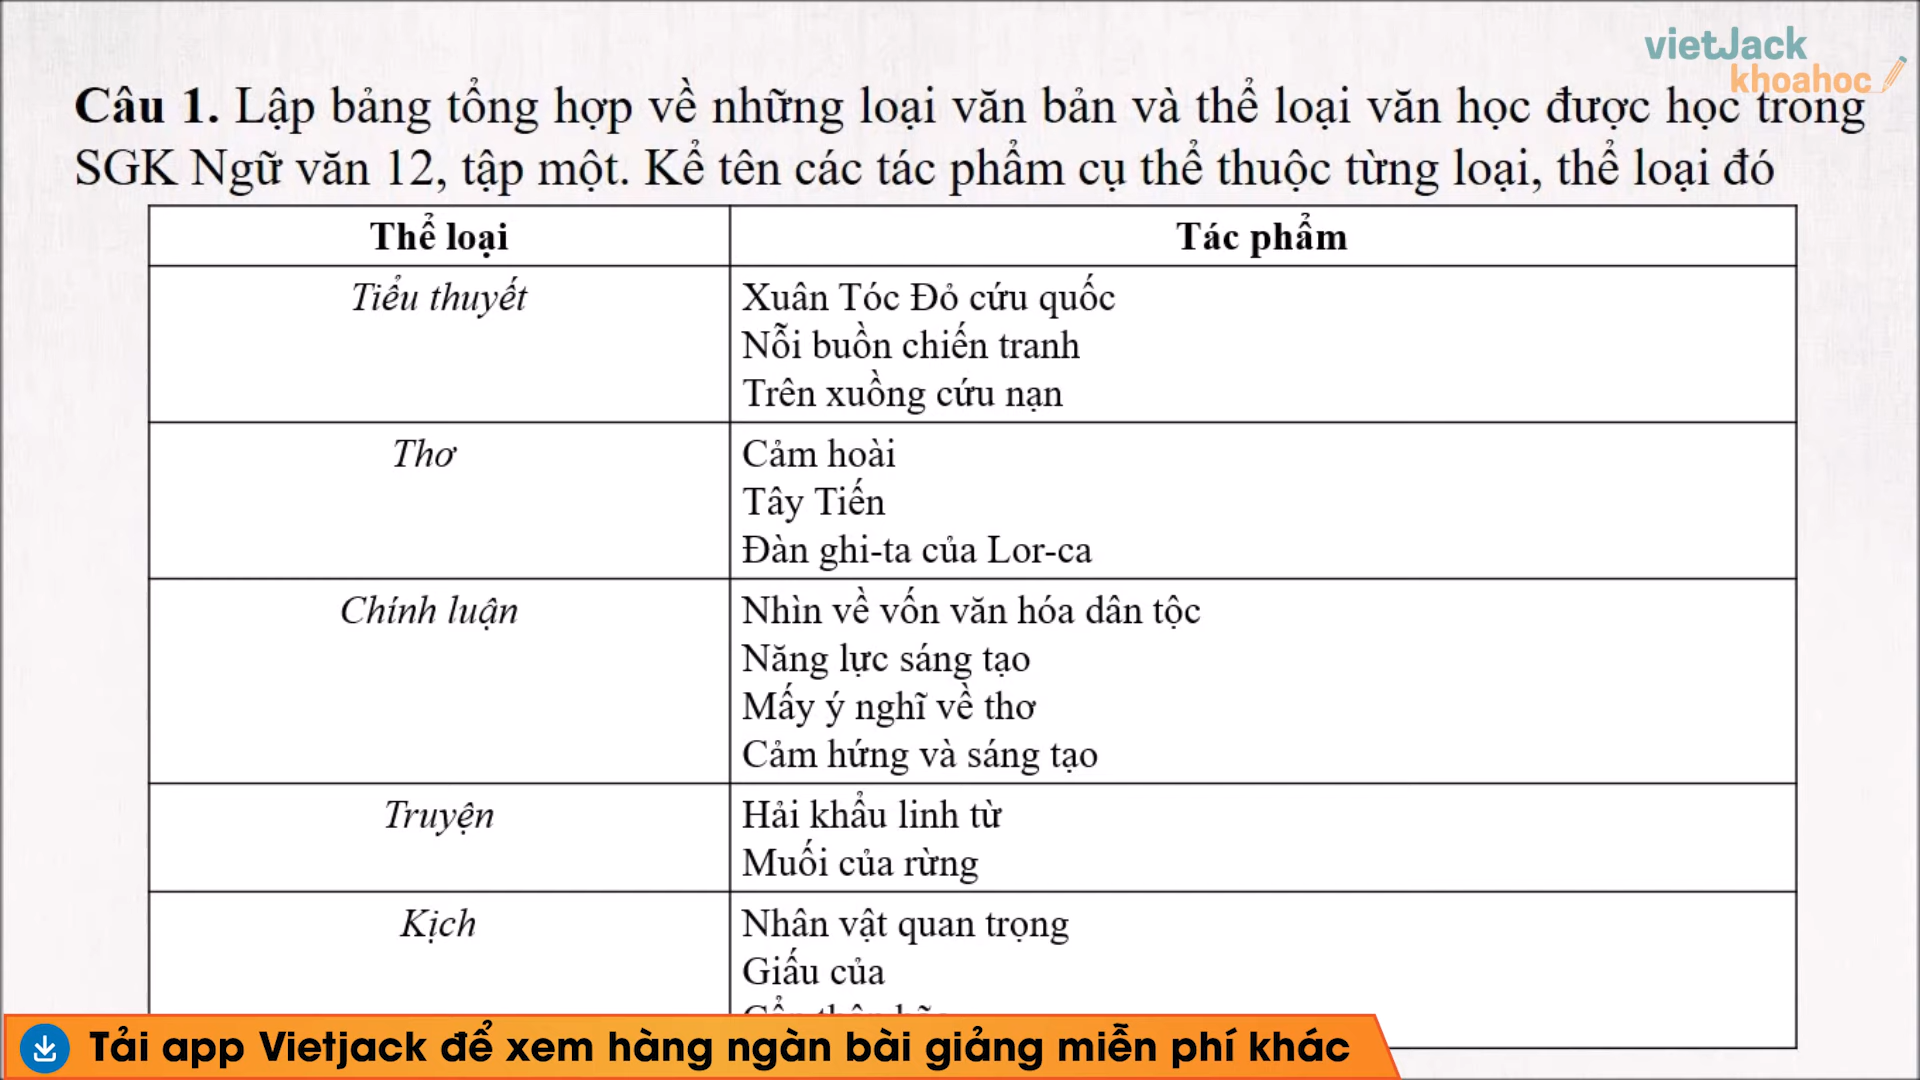 vietJack
khoahoc
Câu 1. Lập bảng tổng hợp về những loại văn bản và thể loại văn học được học trong
SGK Ngữ văn 12, tập một. Kể tên các tác phẩm cụ thể thuộc từng loại, thể loại đó
Thể loại
Tác phẩm
Tiểu thuyết
Xuân Tóc Đỏ cứu quốc
Nỗi buồn chiến tranh
Trên xuồng cứu nạn
Thơ
Cảm hoài
Tây Tiến
Đàn ghi-ta của Lor-ca
Chính luận
Nhìn về vốn văn hóa dân tộc
Năng lực sáng tạo
Mấy ý nghĩ về thơ
Cảm hứng và sáng tạo
Truyện
Hải khẩu linh từ
Muối của rừng
Kịch
Nhân vật quan trọng
Giấu của
Tải app Vietjack để xem hàng ngàn bài giảng miễn phí khác